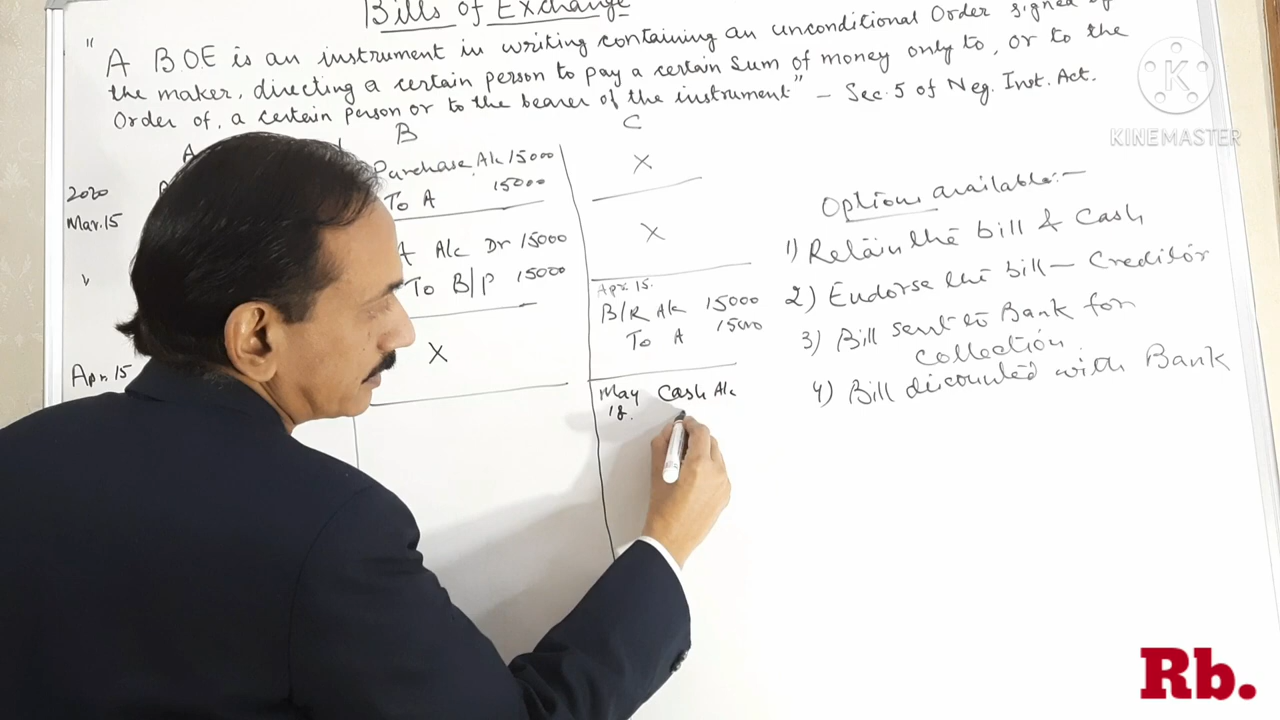 Bills of Exchange
" A B.OE is an instrument in writing containing an unconditional Order signed by
the maker, directing a certain person to pay a certain sum of money only to, or to the
Order of, a certain person or to the bearer of the instrument" – Sec. 5 of Neg. Inst. Act.
KINEMASTER
A
B
C
2020
Mar. 15
Purchase A/c 15000
To A 15000
X
"
A A/c Dr 15000
To B/P 15000
X
Apr. 15
X
Apr. 15.
B/R A/c 15000
To A 15000
May 18. Cash A/c
Options available:-
1) Retain the bill & Cash
2) Endorse the bill – Creditor
3) Bill sent to Bank for
collection
4) Bill discounted with Bank
Rb.